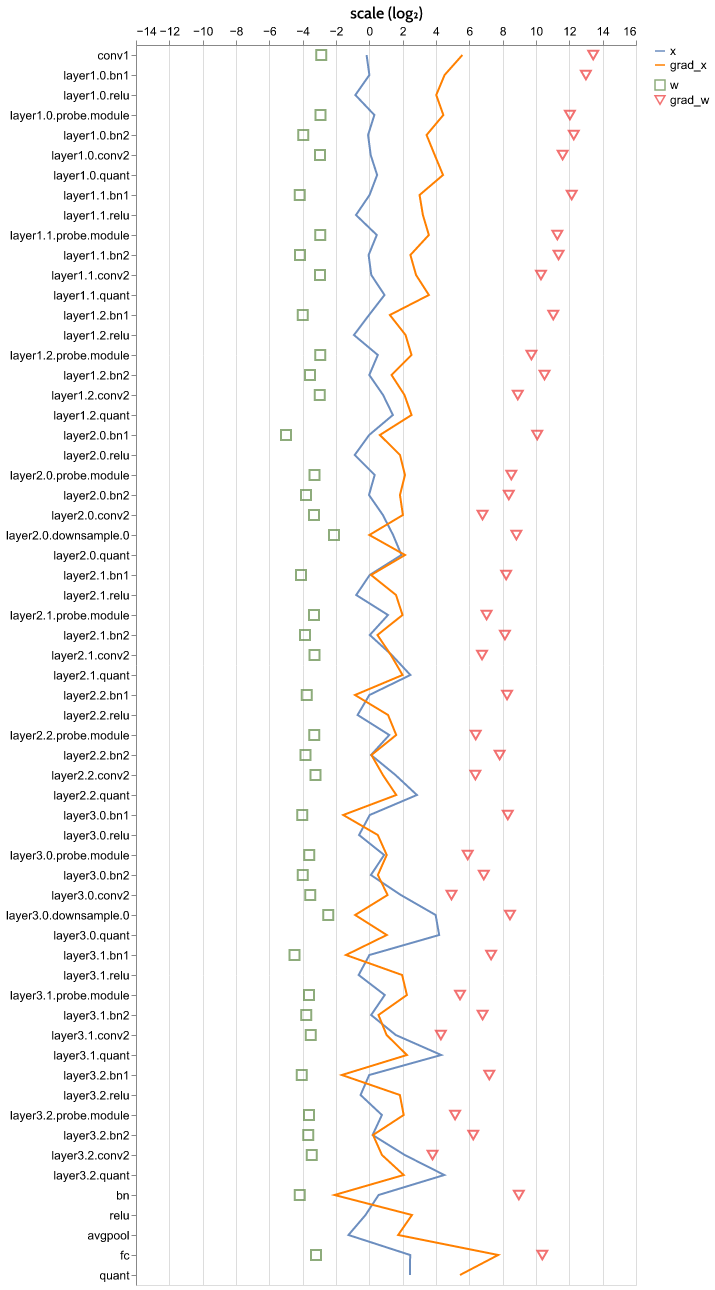 scale (log₂)
−14 −12 −10 −8 −6 −4 −2 0 2 4 6 8 10 12 14 16
x
grad_x
w
grad_w
conv1
layer1.0.bn1
layer1.0.relu
layer1.0.probe.module
layer1.0.bn2
layer1.0.conv2
layer1.0.quant
layer1.1.bn1
layer1.1.relu
layer1.1.probe.module
layer1.1.bn2
layer1.1.conv2
layer1.1.quant
layer1.2.bn1
layer1.2.relu
layer1.2.probe.module
layer1.2.bn2
layer1.2.conv2
layer1.2.quant
layer2.0.bn1
layer2.0.relu
layer2.0.probe.module
layer2.0.bn2
layer2.0.conv2
layer2.0.downsample.0
layer2.0.quant
layer2.1.bn1
layer2.1.relu
layer2.1.probe.module
layer2.1.bn2
layer2.1.conv2
layer2.1.quant
layer2.2.bn1
layer2.2.relu
layer2.2.probe.module
layer2.2.bn2
layer2.2.conv2
layer2.2.quant
layer3.0.bn1
layer3.0.relu
layer3.0.probe.module
layer3.0.bn2
layer3.0.conv2
layer3.0.downsample.0
layer3.0.quant
layer3.1.bn1
layer3.1.relu
layer3.1.probe.module
layer3.1.bn2
layer3.1.conv2
layer3.1.quant
layer3.2.bn1
layer3.2.relu
layer3.2.probe.module
layer3.2.bn2
layer3.2.conv2
layer3.2.quant
bn
relu
avgpool
fc
quant